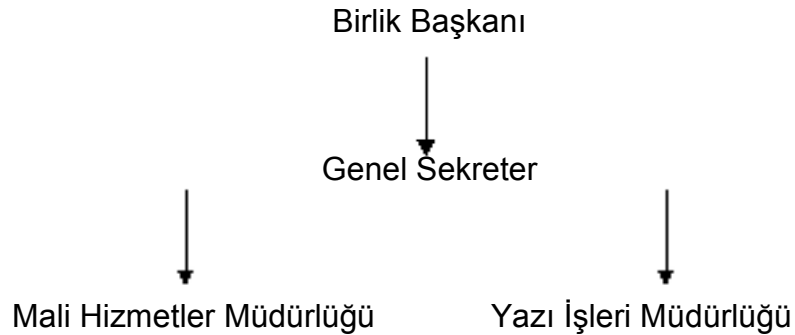 Birlik Başkanı
Genel Sekreter
Mali Hizmetler Müdürlüğü Yazı İşleri Müdürlüğü